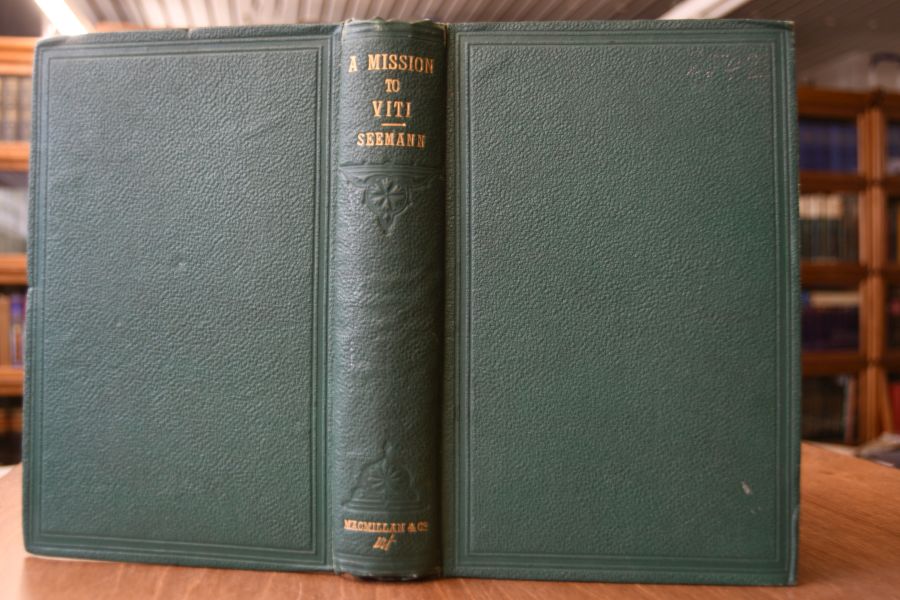 A MISSION
TO
VITI
SEEMANN
MACMILLAN & Co.